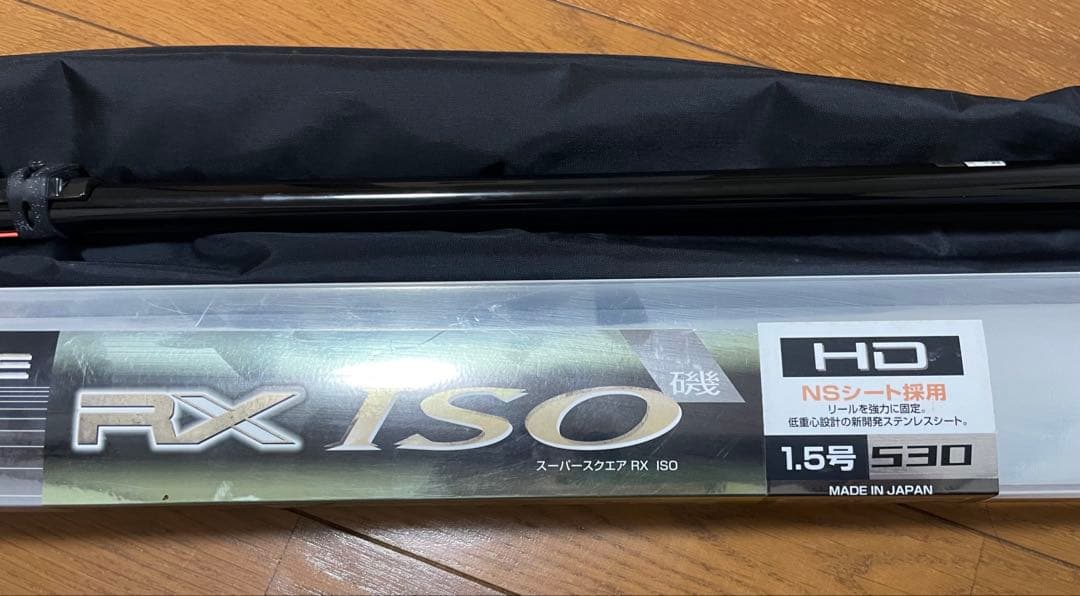 E
RX ISO
磯
スーパースクエア RX ISO
HD
NSシート採用
リールを強力に固定。
低重心設計の新開発ステンレスシート。
1.5号 530
MADE IN JAPAN